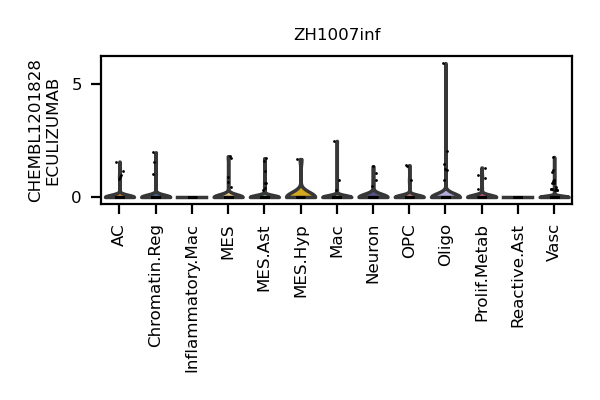 ZH1007inf
CHEMBL1201828
ECULIZUMAB
5
0
AC
Chromatin.Reg
Inflammatory.Mac
MES
MES.Ast
MES.Hyp
Mac
Neuron
OPC
Oligo
Prolif.Metab
Reactive.Ast
Vasc